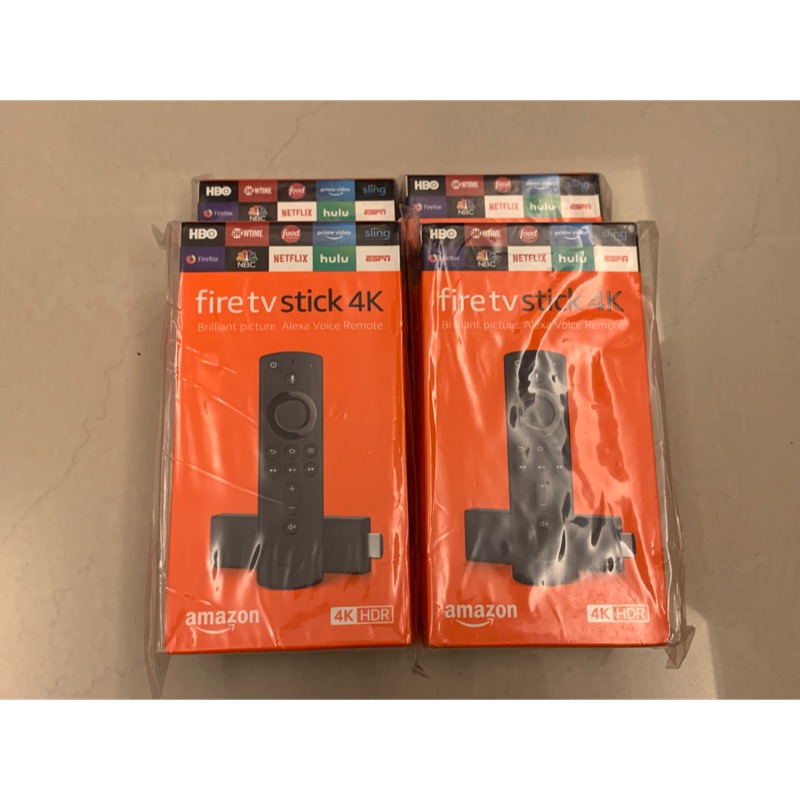 HBO SHOWTIME food prime video sling
Firefox NBC NETFLIX hulu ESPN
HBO SHOWTIME food prime video sling
Firefox NBC NETFLIX hulu ESPN
HBO SHOWTIME food prime video sling
Firefox NBC NETFLIX hulu ESPN
fire tv stick 4K
Brilliant picture. Alexa Voice Remote.
amazon
4K HDR
HBO SHOWTIME food prime video sling
Firefox NBC NETFLIX hulu ESPN
fire tv stick 4K
Brilliant picture. Alexa Voice Remote.
amazon
4K HDR